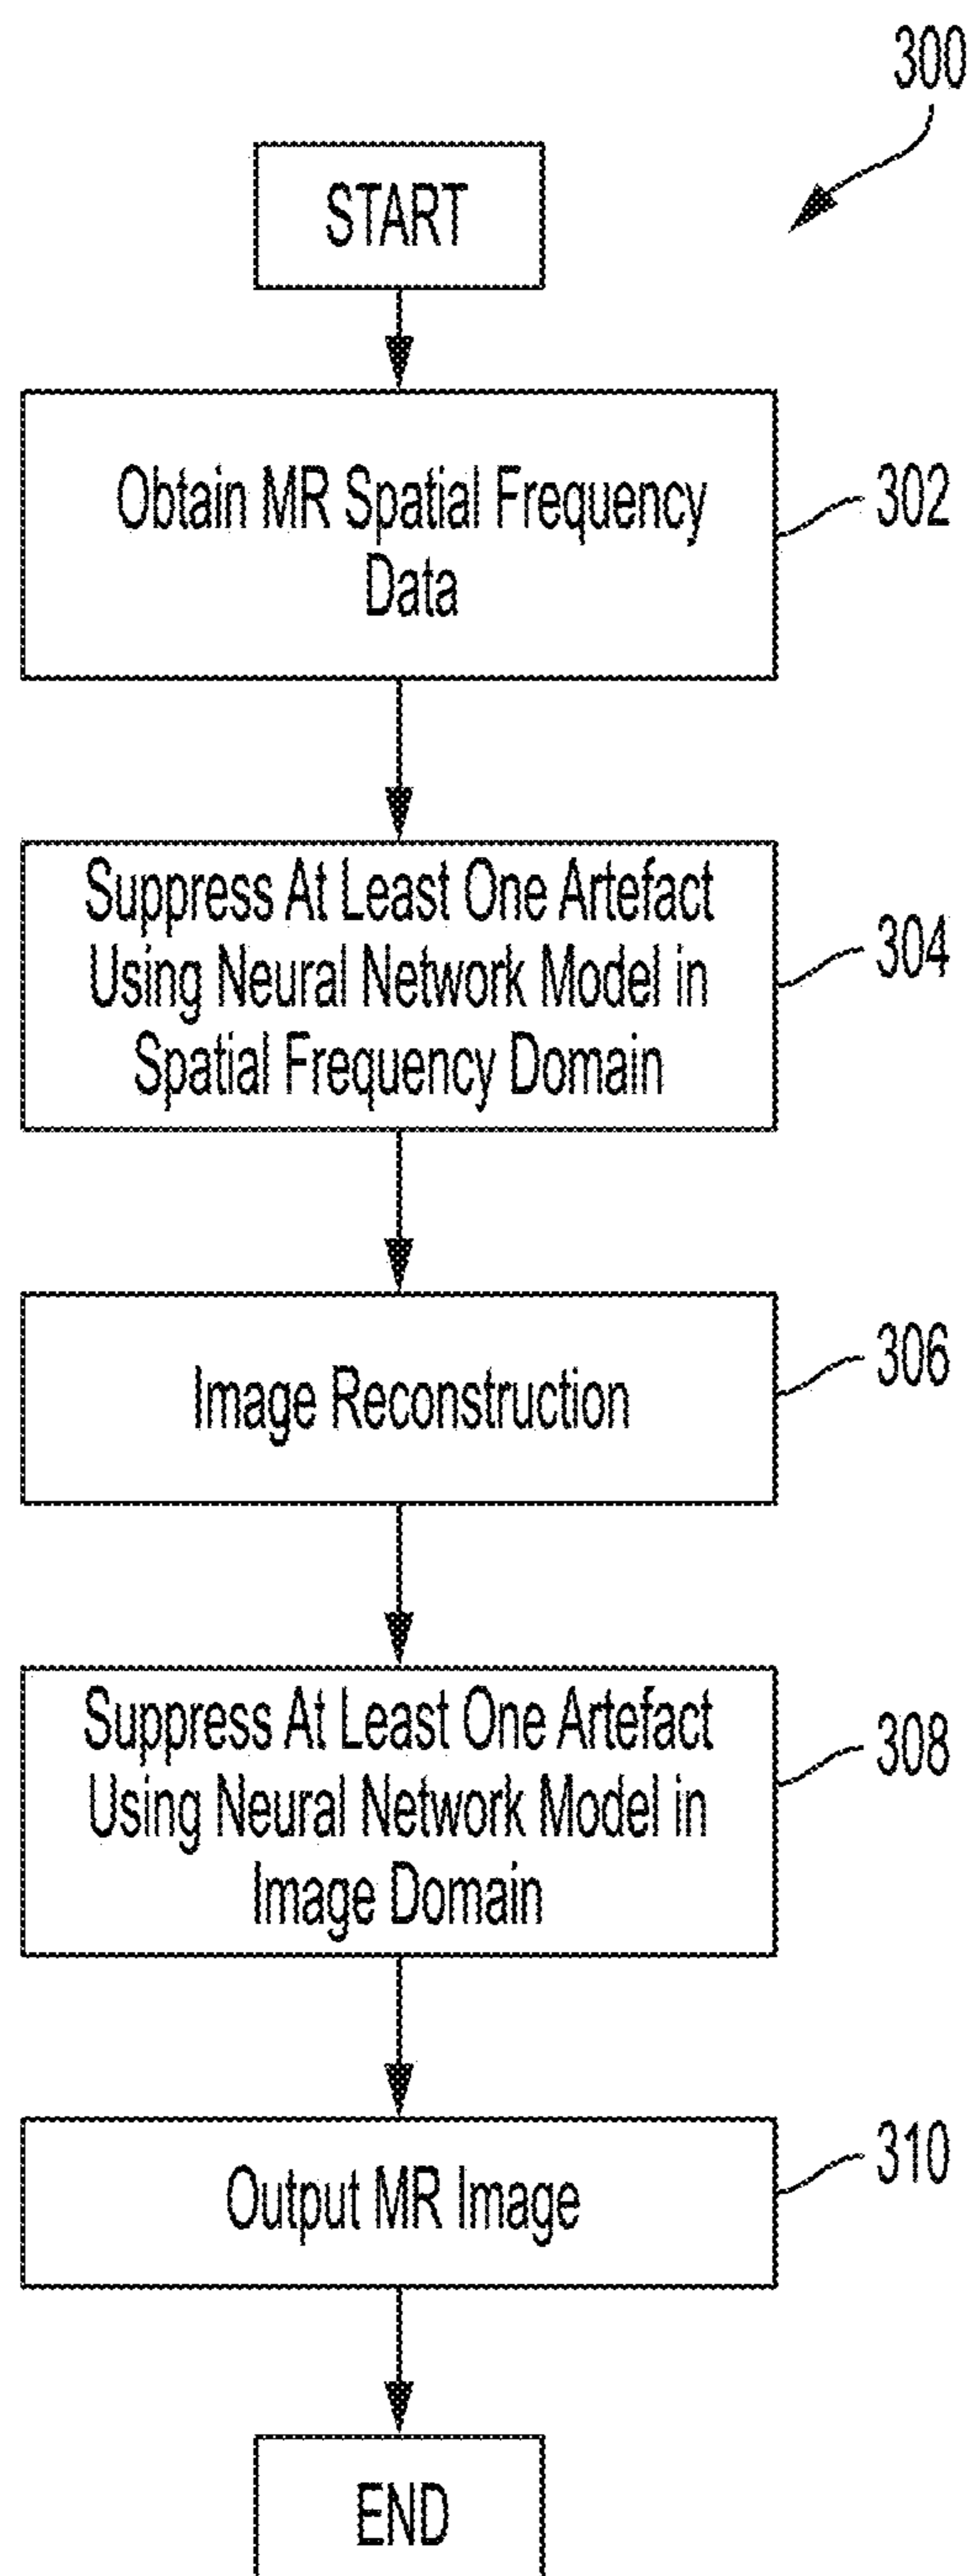 300
START
Obtain MR Spatial Frequency
Data
302
Suppress At Least One Artefact
Using Neural Network Model in
Spatial Frequency Domain
304
Image Reconstruction
306
Suppress At Least One Artefact
Using Neural Network Model in
Image Domain
308
Output MR Image
310
END